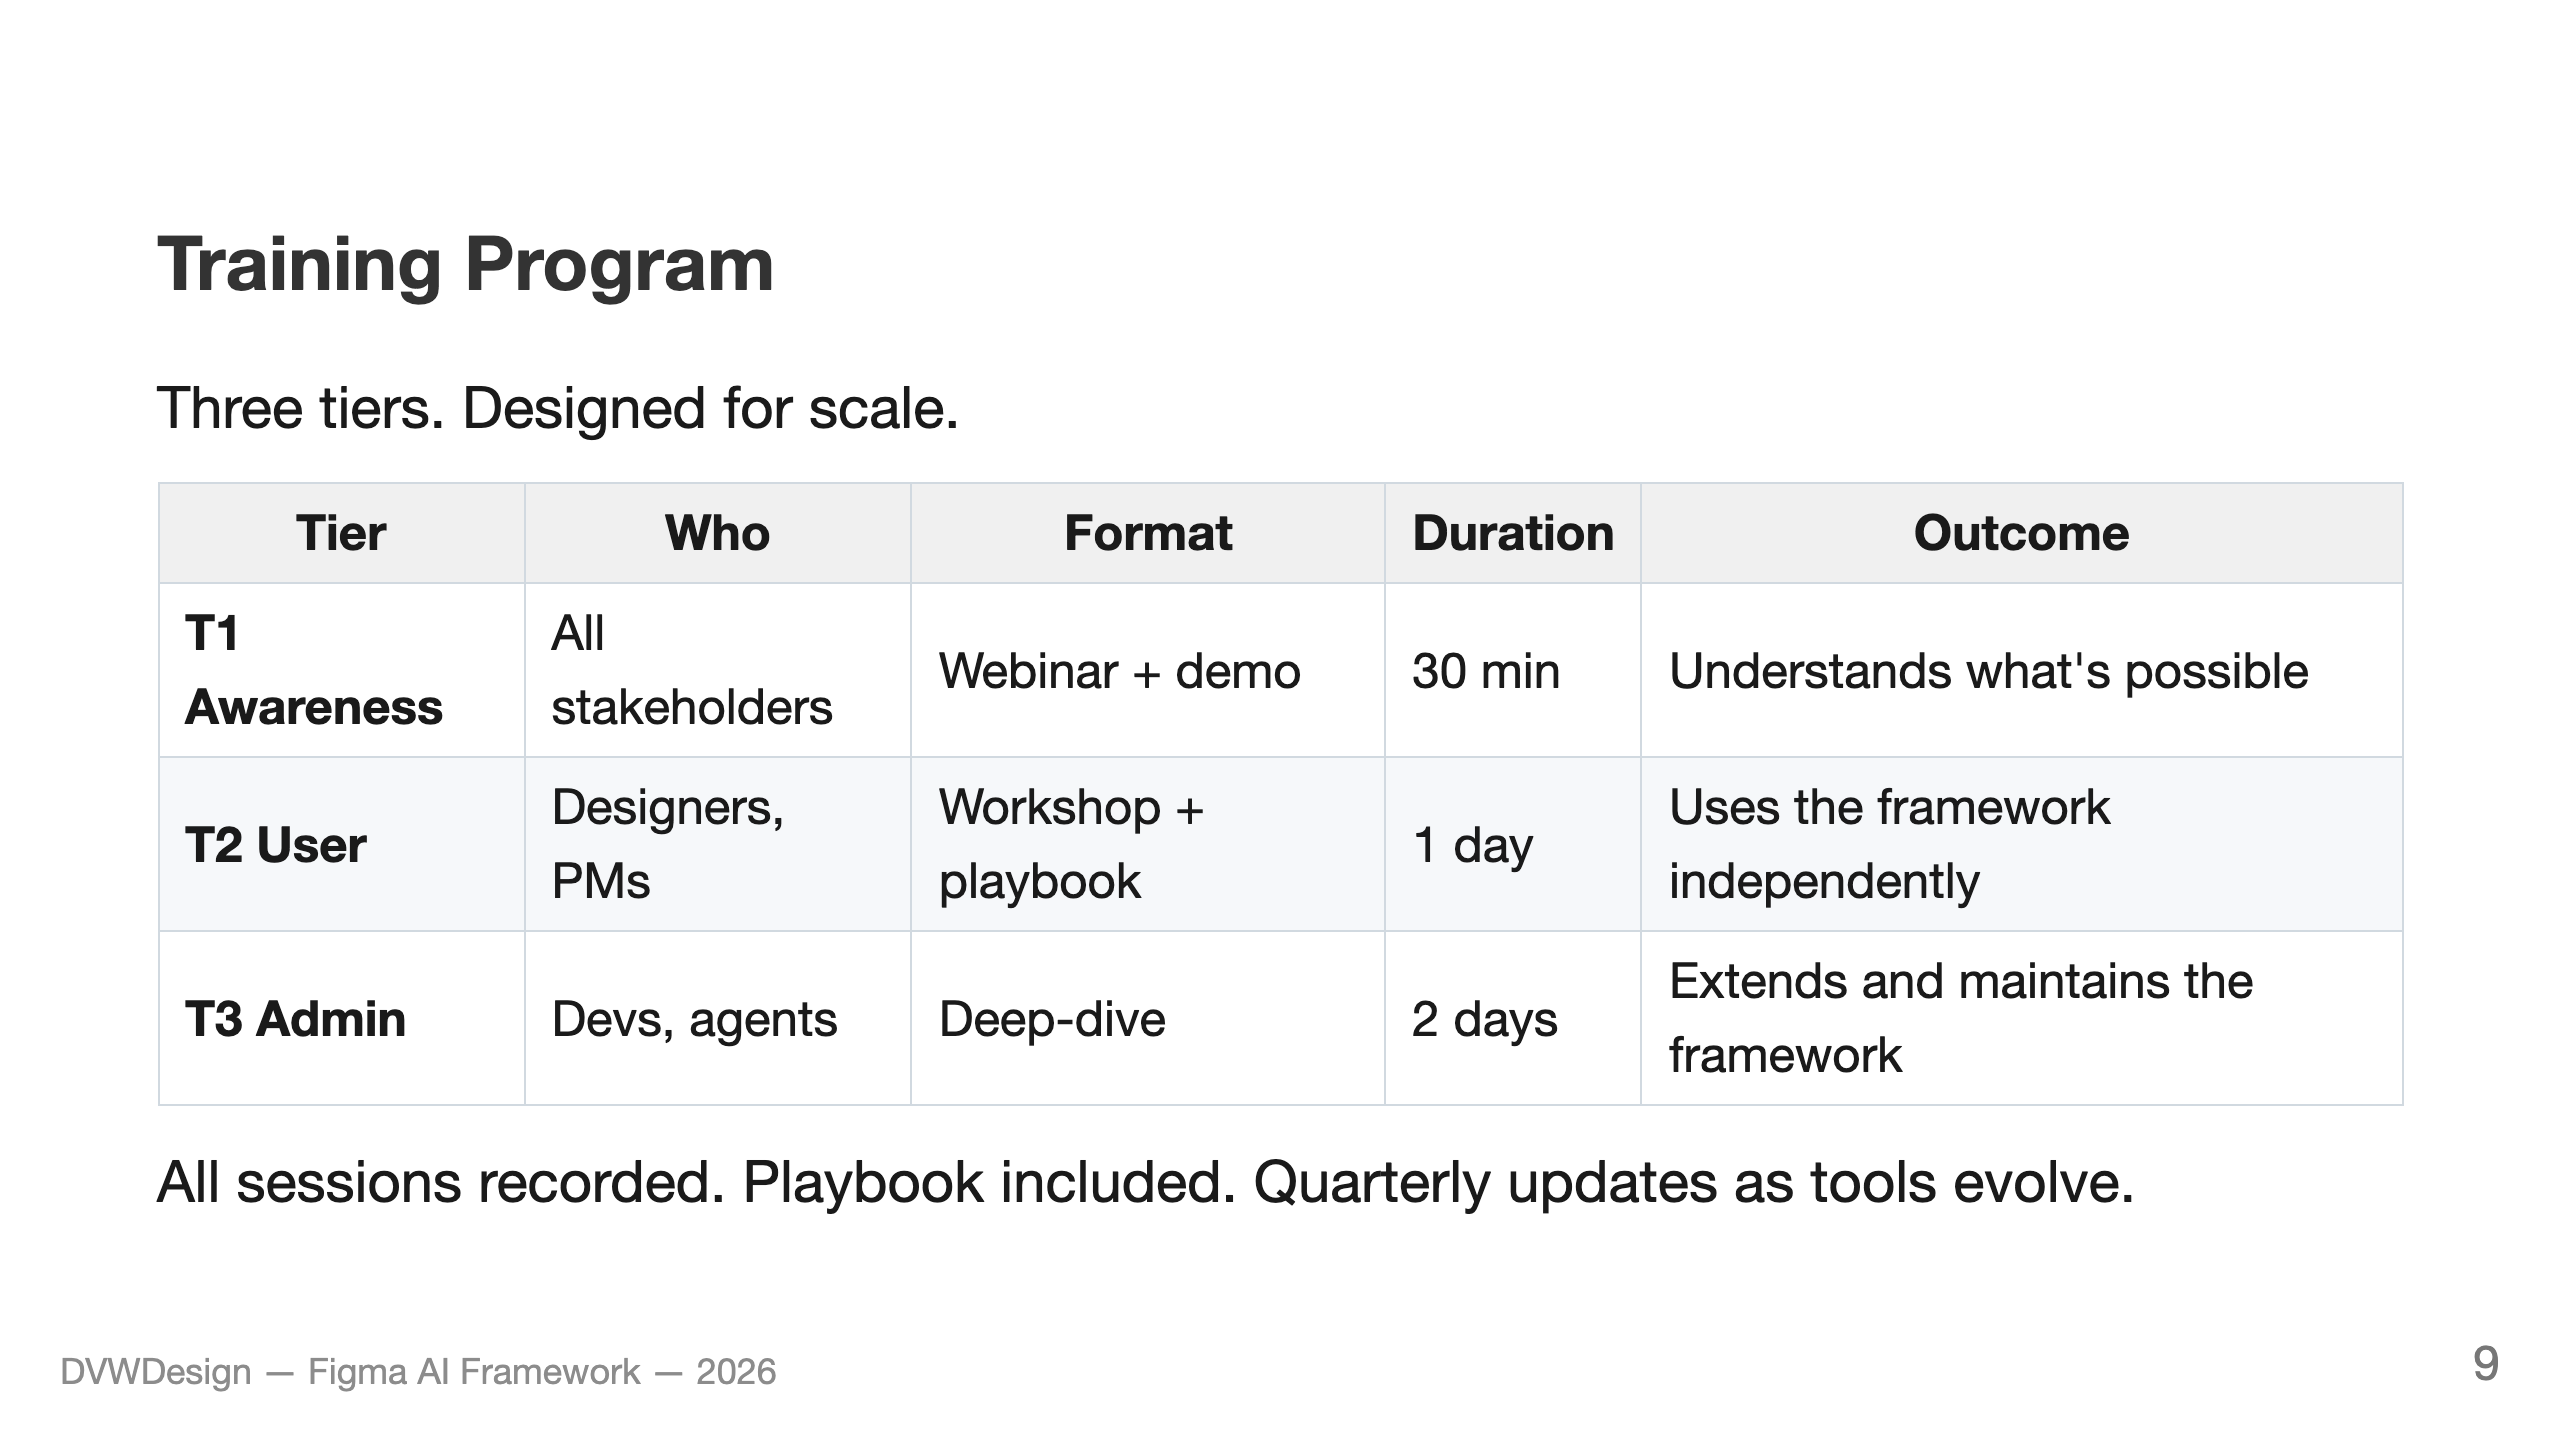 Training Program
Three tiers. Designed for scale.
Tier Who Format Duration Outcome
T1 Awareness All stakeholders Webinar + demo 30 min Understands what's possible
T2 User Designers, PMs Workshop + playbook 1 day Uses the framework independently
T3 Admin Devs, agents Deep-dive 2 days Extends and maintains the framework
All sessions recorded. Playbook included. Quarterly updates as tools evolve.
DVWDesign — Figma AI Framework — 2026
9